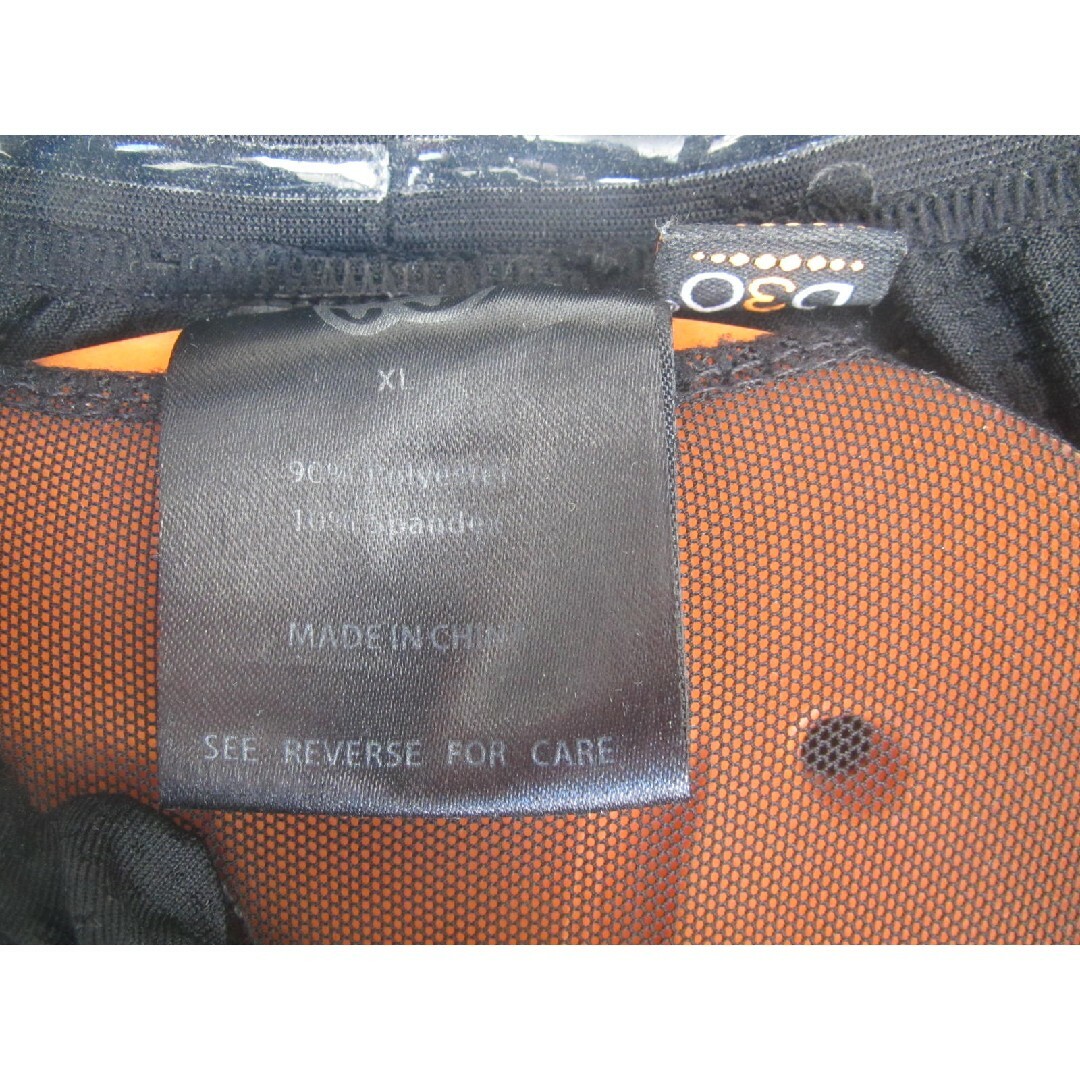 D3O
XL
90% Polyester
10% Spandex
MADE IN CHINA
SEE REVERSE FOR CARE